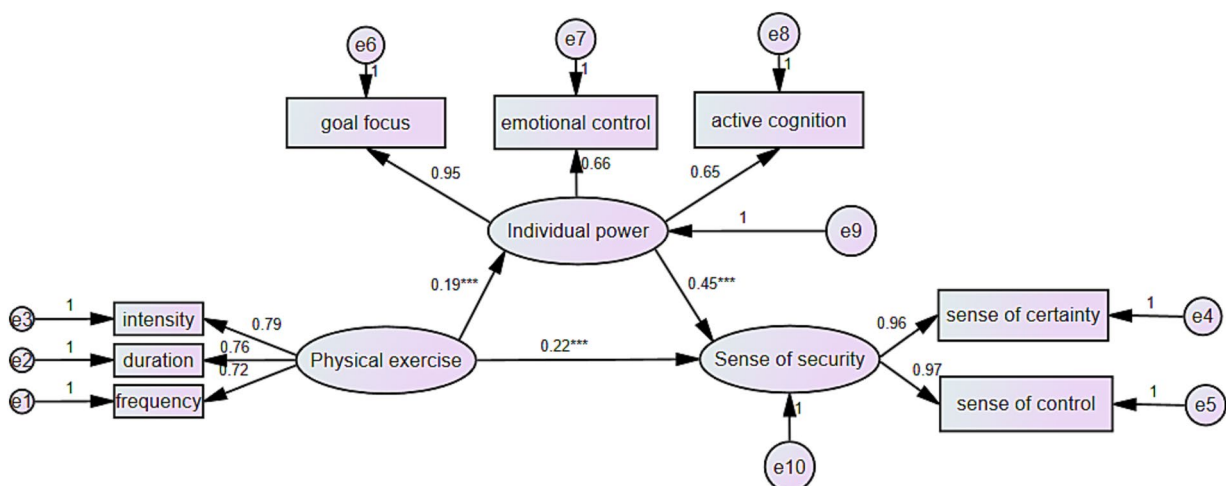 e6
e7
e8
1
1
1
goal focus
emotional control
active cognition
0.95
0.66
0.65
Individual power
1
e9
0.19***
0.45***
e3
1
intensity
0.79
e2
1
duration
0.76
e1
1
frequency
0.72
Physical exercise
0.22***
Sense of security
0.96
sense of certainty
1
e4
0.97
sense of control
1
e5
1
e10